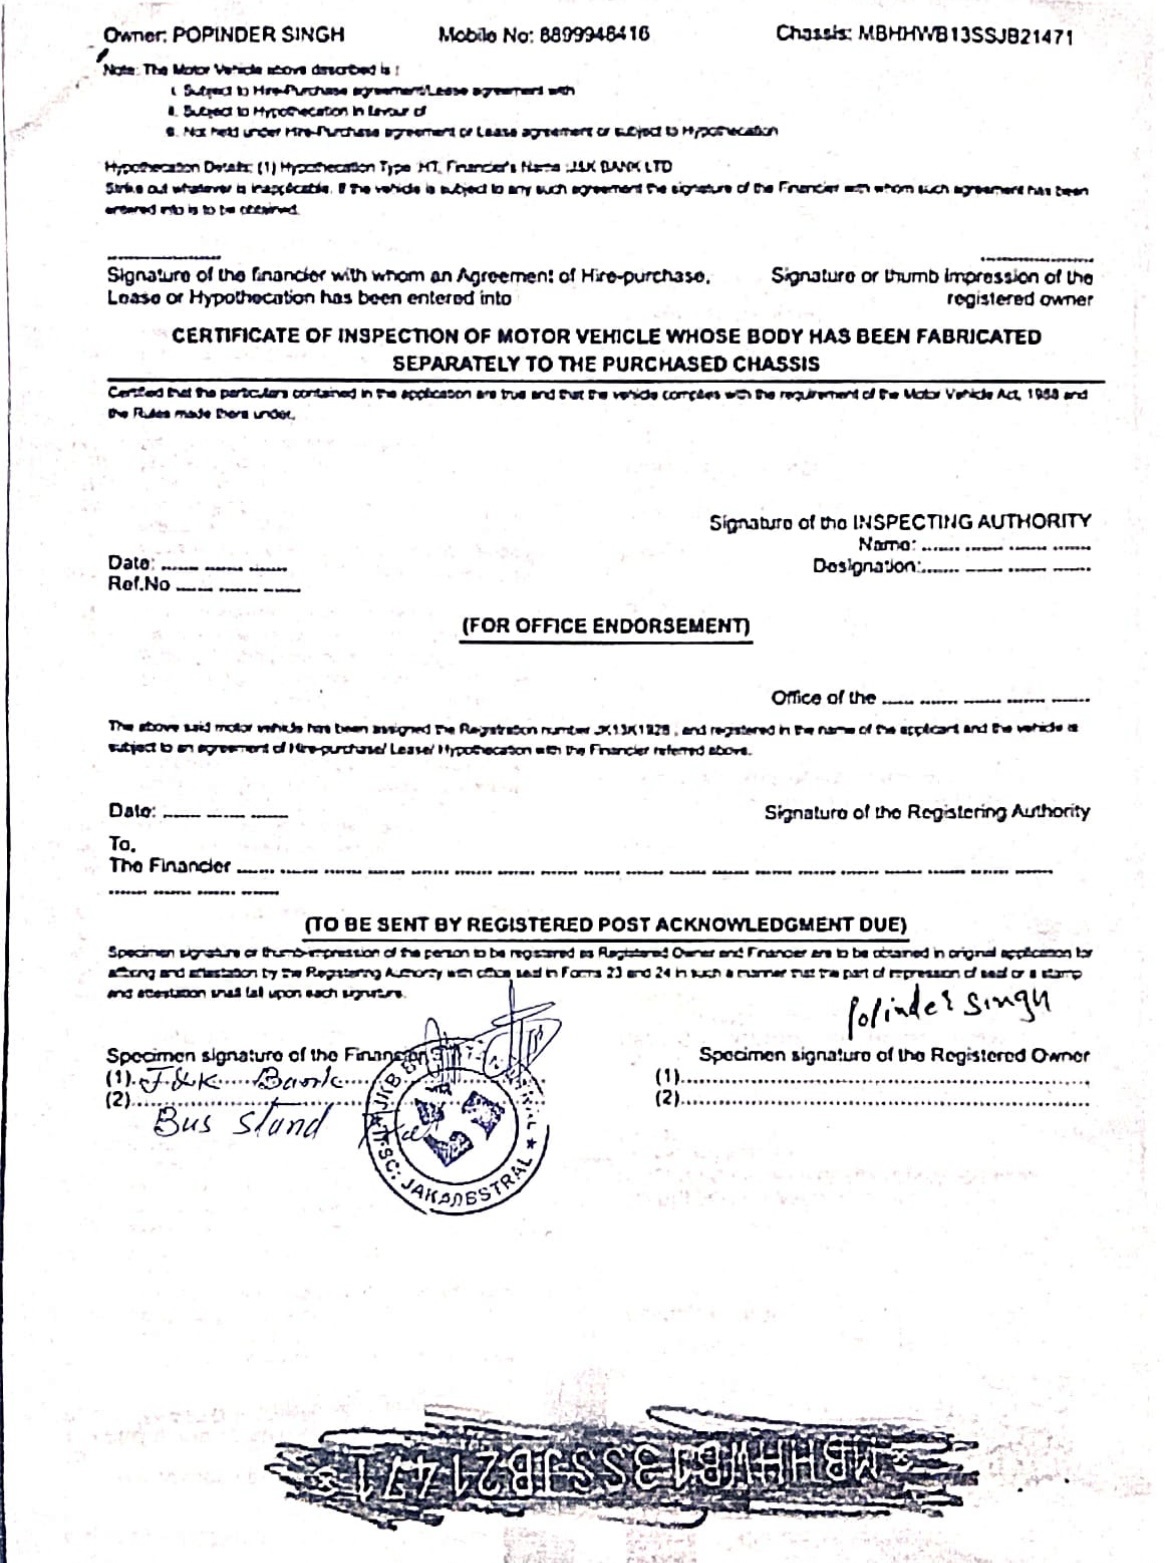 Owner: POPINDER SINGH Mobile No: 8899948416 Chassis: MBHHWB13SSJB21471
Note: The Motor Vehicle above described is :
i. Subject to Hire-Purchase agreement/Lease agreement with
ii. Subject to Hypothecation in favour of
iii. Not held under Hire-Purchase agreement or Lease agreement or subject to Hypothecation
Hypothecation Details: (1) Hypothecation Type :HT, Financier's Name :J&K BANK LTD
Strike out whatever is inapplicable. If the vehicle is subject to any such agreement the signature of the Financier with whom such agreement has been
entered into is to be obtained.
Signature of the financier with whom an Agreement of Hire-purchase, Signature or thumb impression of the
Lease or Hypothecation has been entered into registered owner
CERTIFICATE OF INSPECTION OF MOTOR VEHICLE WHOSE BODY HAS BEEN FABRICATED
SEPARATELY TO THE PURCHASED CHASSIS
Certified that the particulars contained in the application are true and that the vehicle complies with the requirement of the Motor Vehicle Act, 1988 and
the Rules made there under.
Signature of the INSPECTING AUTHORITY
Name: ...... ...... ...... ......
Date: ...... ...... ...... Designation:...... ...... ...... ......
Ref.No ...... ...... ......
(FOR OFFICE ENDORSEMENT)
Office of the ...... ...... ...... ...... ......
The above said motor vehicle has been assigned the Registration number JK13K1928 , and registered in the name of the applicant and the vehicle is
subject to an agreement of Hire-purchase/ Lease/ Hypothecation with the Financier referred above.
Date: ...... ...... ...... Signature of the Registering Authority
To,
The Financier ...... ...... ...... ...... ...... ...... ...... ...... ...... ...... ...... ...... ...... ...... ...... ...... ...... ...... ......
...... ...... ...... ......
(TO BE SENT BY REGISTERED POST ACKNOWLEDGMENT DUE)
Specimen signature or thumb-impression of the person to be registered as Registered Owner and Financer are to be obtained in original application for
affixing and attestation by the Registering Authority with office seal in Forms 23 and 24 in such a manner that the part of impression of seal or a stamp
and attestation shall fall upon each signature.
Popinder Singh
Specimen signature of the Financier Specimen signature of the Registered Owner
(1). J&K Bank (1)......
(2)...... (2)......
Bus Stand
IFSC: JAKA0BSTRAL
*MBHHWB13SSJB21471*